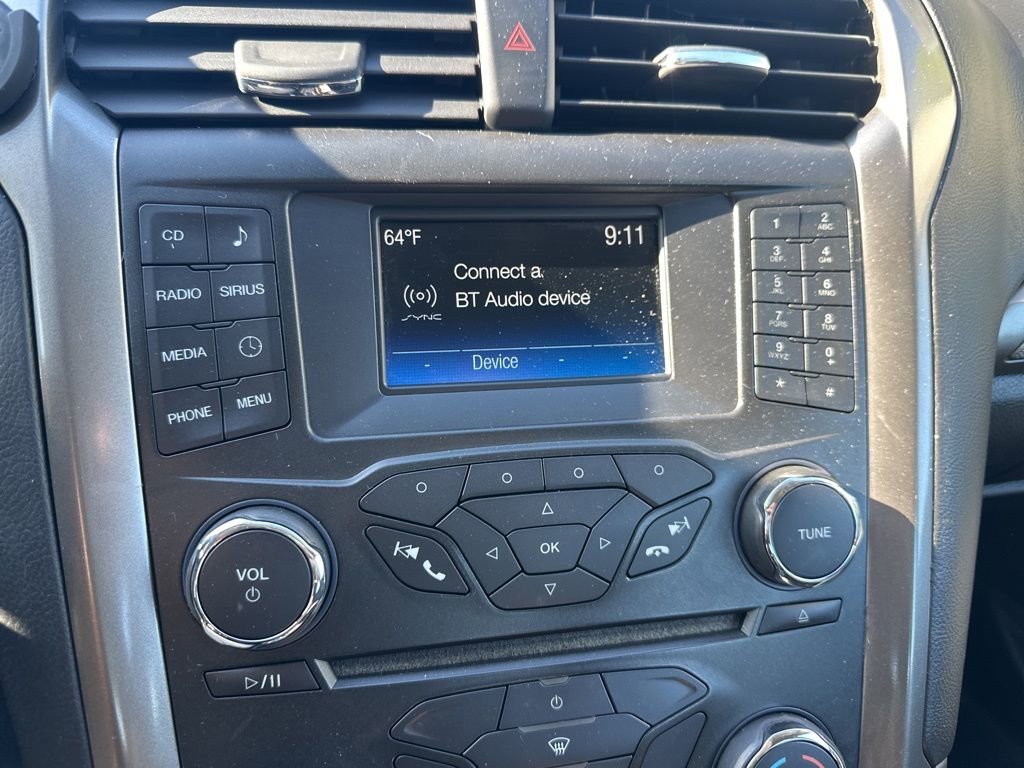 64°F
9:11
Connect a
BT Audio device
SYNC
- Device - -
CD
RADIO
SIRIUS
MEDIA
PHONE
MENU
1
2
ABC
3
DEF
4
GHI
5
JKL
6
MNO
7
PQRS
8
TUV
9
WXYZ
0
+
*
#
OK
VOL
TUNE